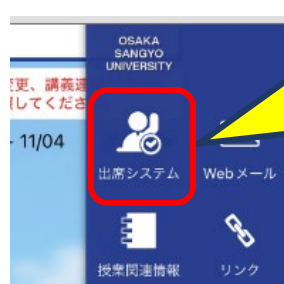 OSAKA
SANGYO
UNIVERSITY
更、講義連
照してくださ
- 11/04
出席システム
Webメール
授業関連情報
リンク